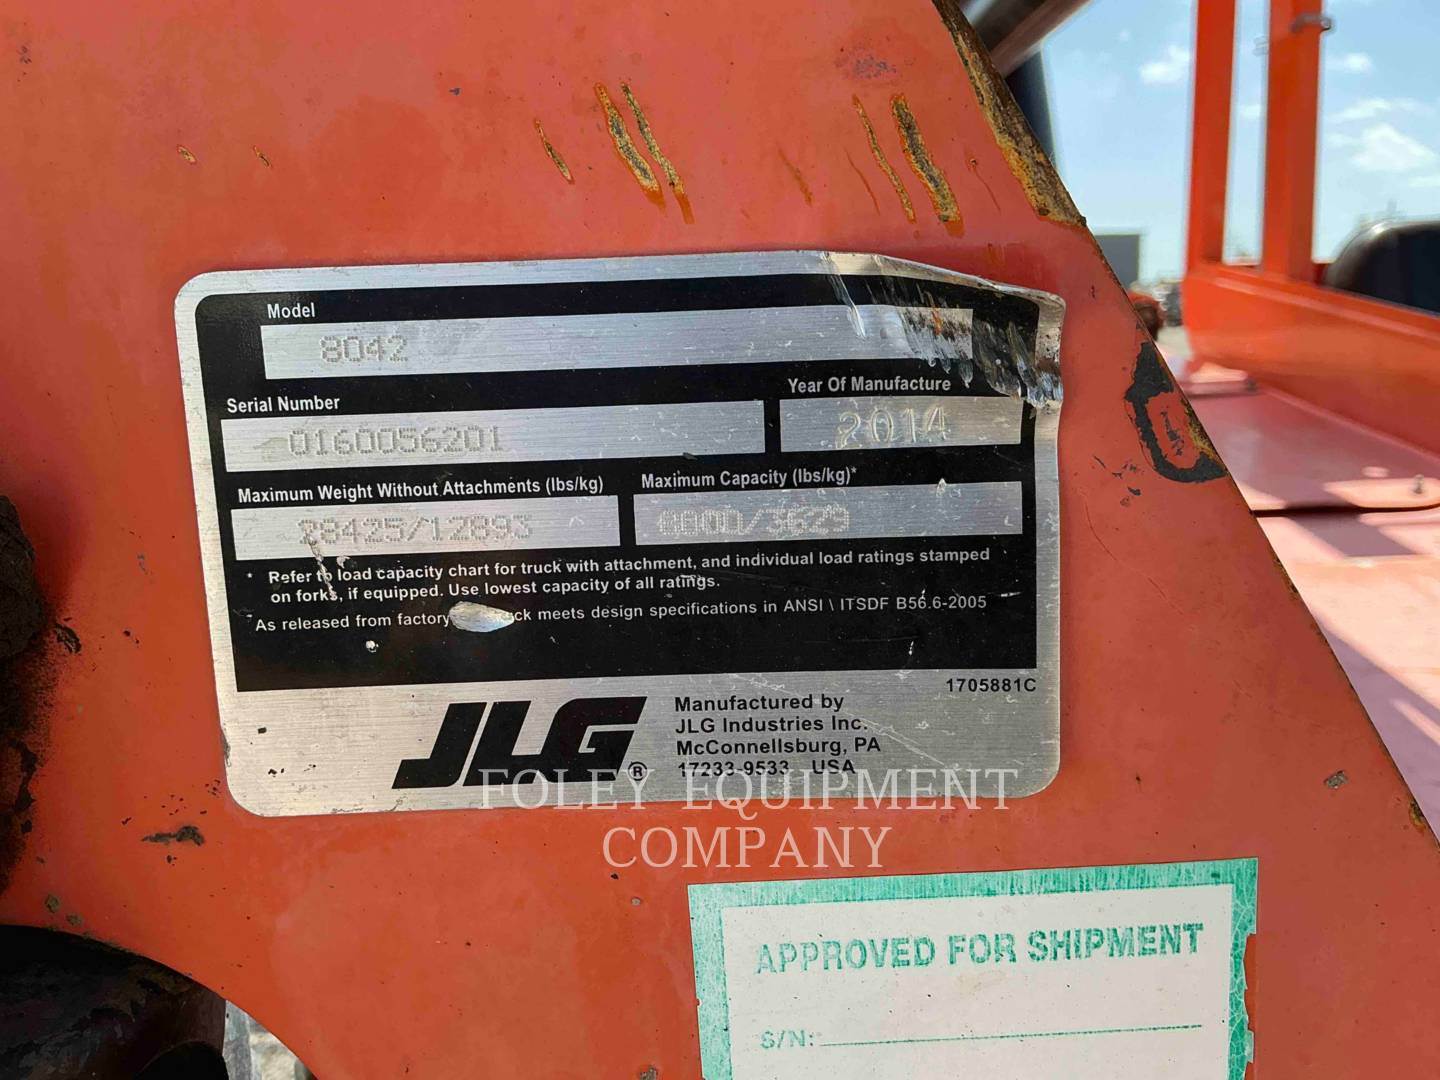 Model
8042
Serial Number
0160056201
Year Of Manufacture
2014
Maximum Weight Without Attachments (lbs/kg)
28425/12893
Maximum Capacity (lbs/kg)*
8000/3629
* Refer to load capacity chart for truck with attachment, and individual load ratings stamped
on forks, if equipped. Use lowest capacity of all ratings.
As released from factory meets design specifications in ANSI \ ITSDF B56.6-2005
1705881C
JLG®
Manufactured by
JLG Industries Inc.
McConnellsburg, PA
17233-9533 USA
FOLEY EQUIPMENT
COMPANY
APPROVED FOR SHIPMENT
S/N: